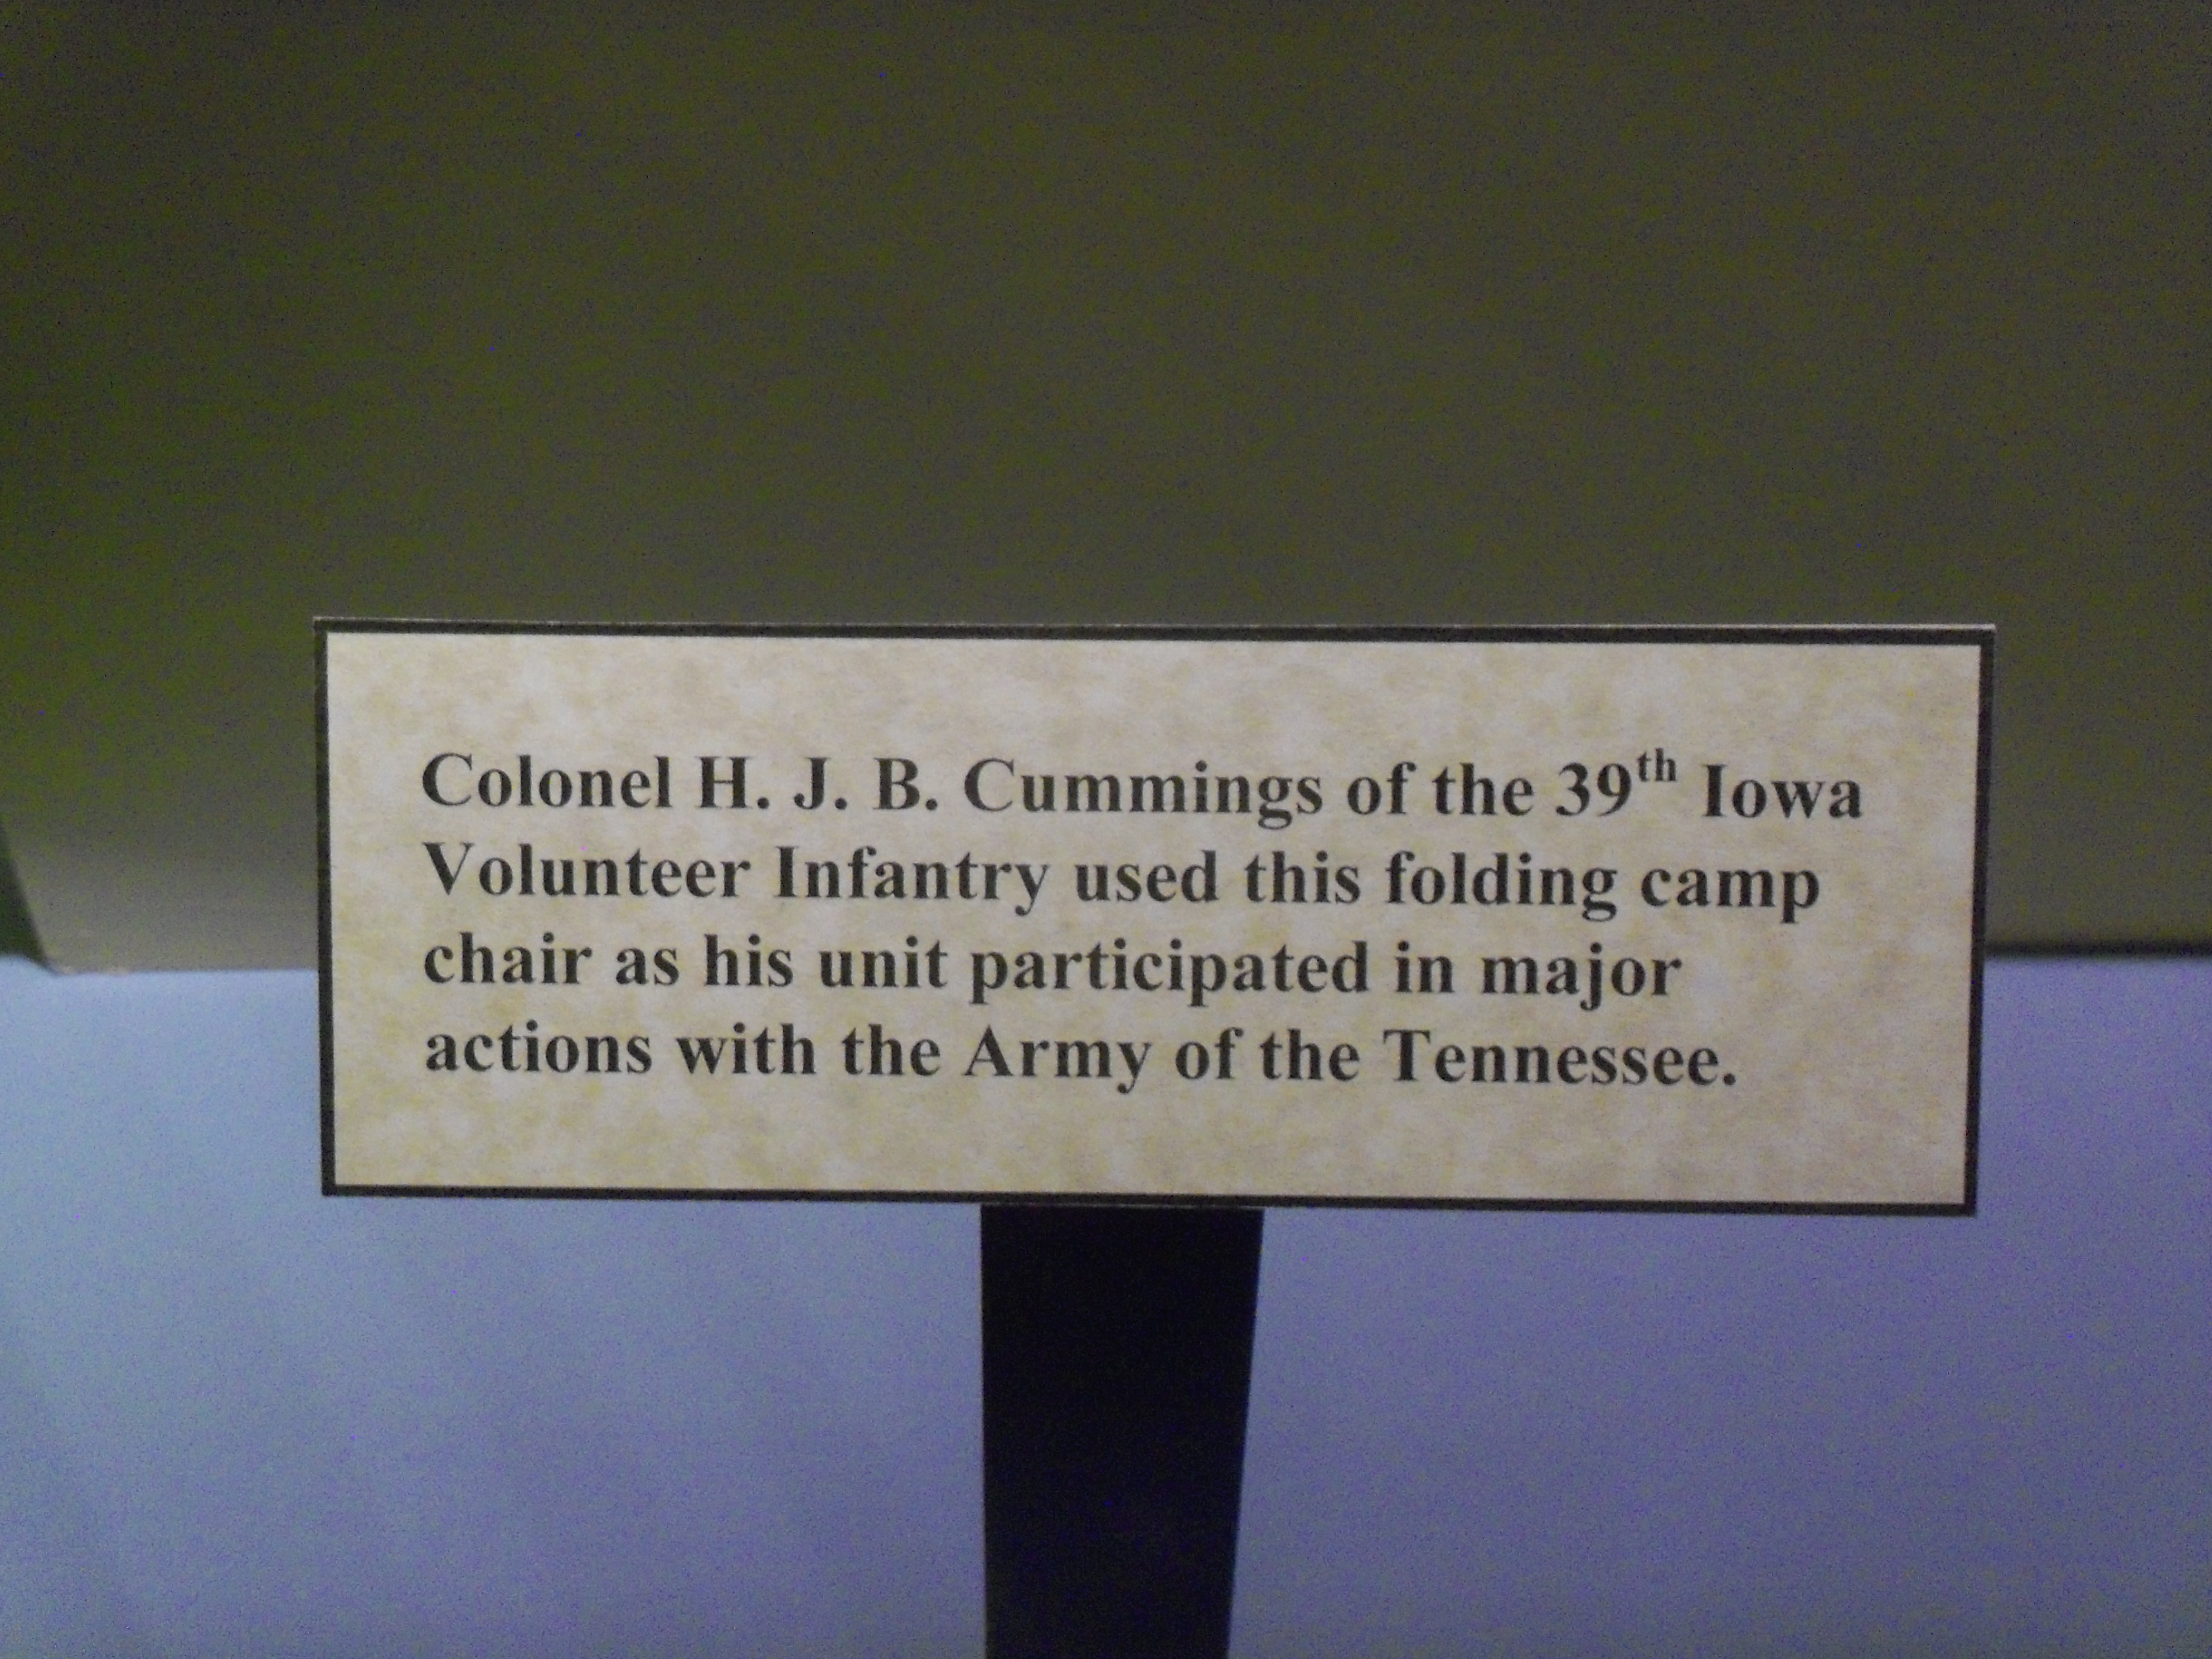 Colonel H. J. B. Cummings of the 39th Iowa
Volunteer Infantry used this folding camp
chair as his unit participated in major
actions with the Army of the Tennessee.